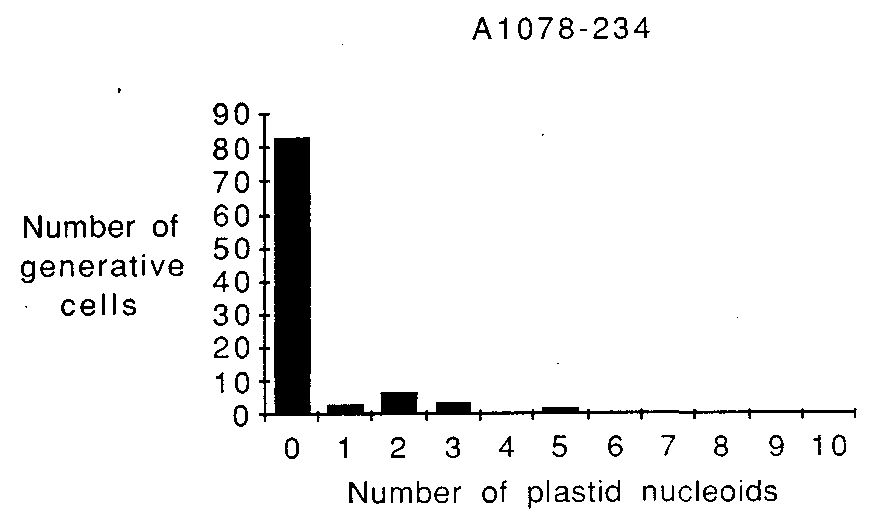 A1078-234
90
80
70
60
50
40
30
20
10
0
Number of
generative
cells
0 1 2 3 4 5 6 7 8 9 10
Number of plastid nucleoids